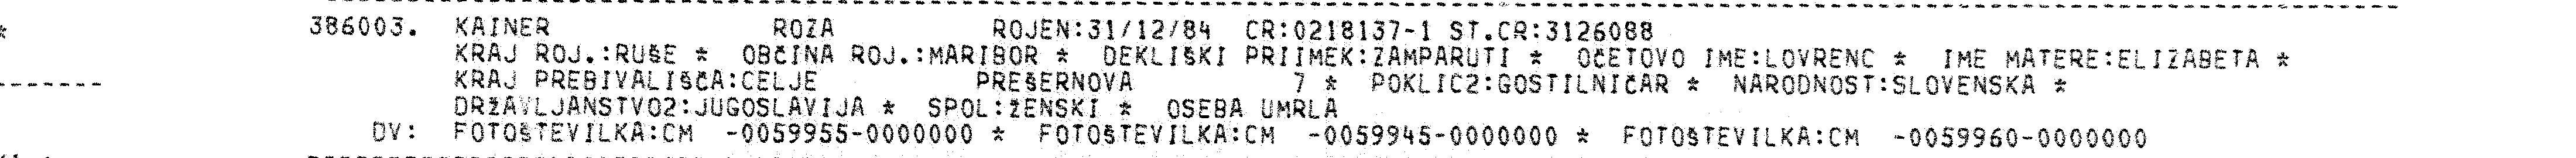 386003. KAINER ROZA ROJEN:31/12/84 CR:0218137-1 ST.CR:3126088
KRAJ ROJ.:RUŠE * OBČINA ROJ.:MARIBOR * DEKLIŠKI PRIIMEK:ZAMPARUTI * OČETOVO IME:LOVRENC * IME MATERE:ELIZABETA *
KRAJ PREBIVALIŠČA:CELJE PREŠERNOVA 7 * POKLIC2:GOSTILNIČAR * NARODNOST:SLOVENSKA *
DRŽAVLJANSTVO2:JUGOSLAVIJA * SPOL:ŽENSKI * OSEBA UMRLA
DV: FOTOŠTEVILKA:CM -0059955-0000000 * FOTOŠTEVILKA:CM -0059945-0000000 * FOTOŠTEVILKA:CM -0059960-0000000